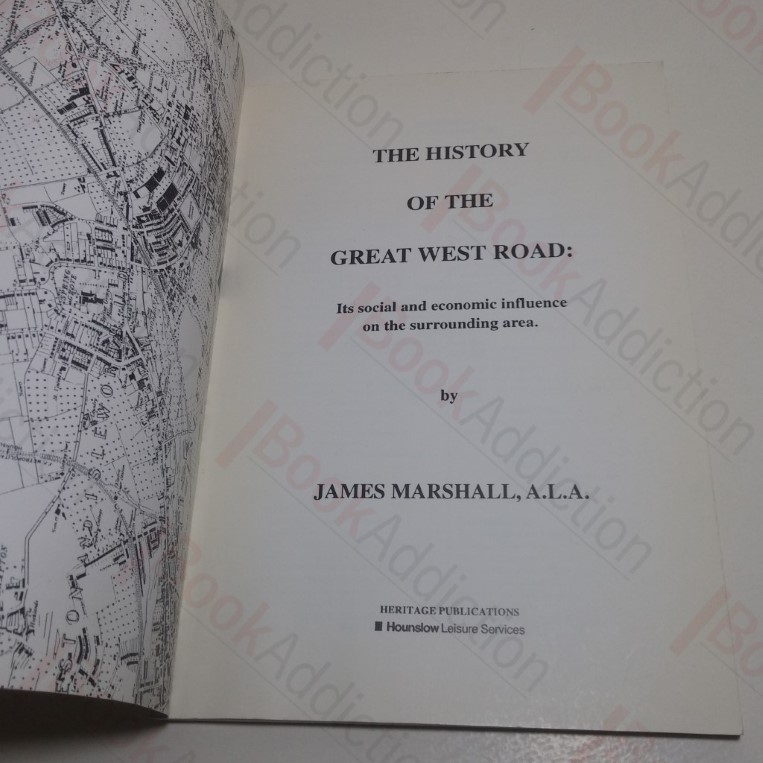 THE HISTORY
OF THE
GREAT WEST ROAD:
Its social and economic influence
on the surrounding area.
by
JAMES MARSHALL, A.L.A.
HERITAGE PUBLICATIONS
Hounslow Leisure Services
BookAddiction